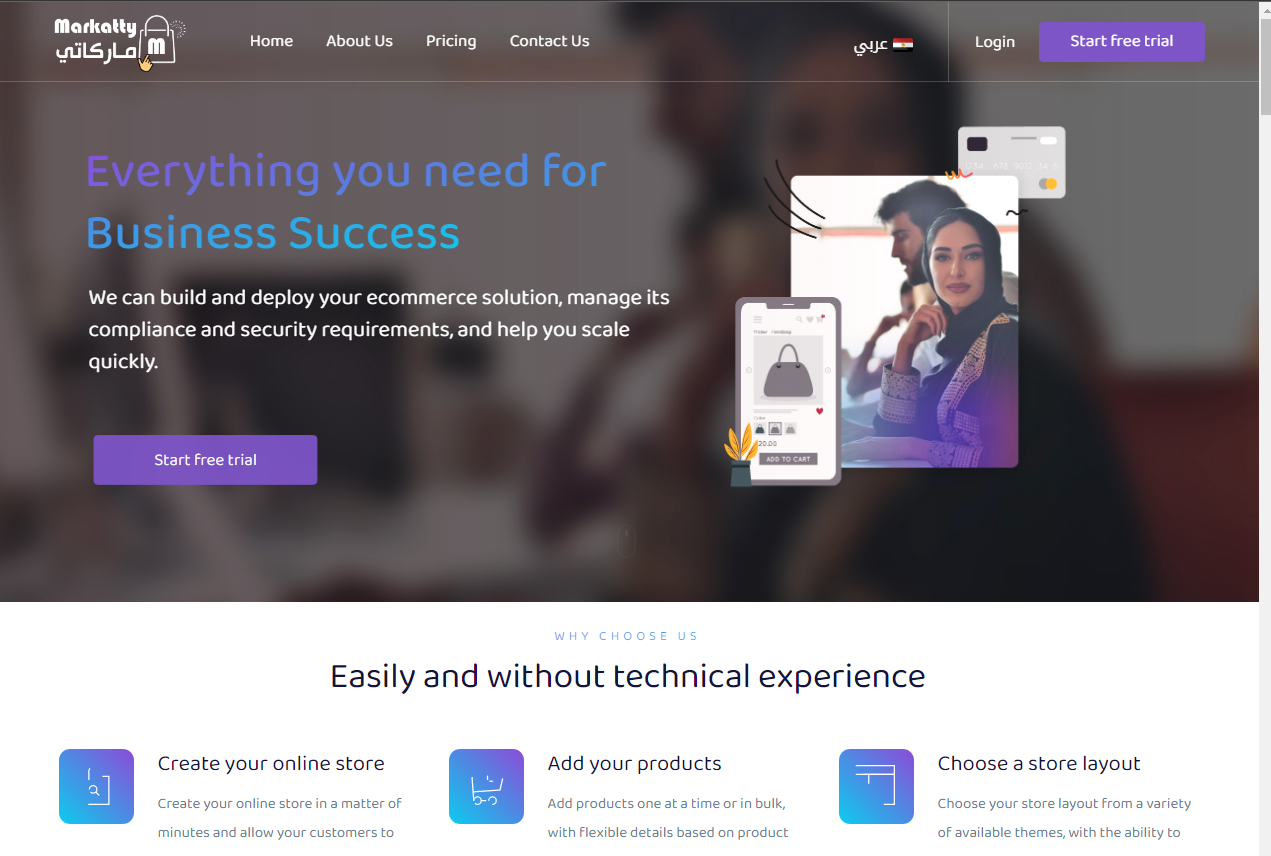 Markatty
ماركاتي
M
Home
About Us
Pricing
Contact Us
عربي
Login
Start free trial
Everything you need for
Business Success
We can build and deploy your ecommerce solution, manage its
compliance and security requirements, and help you scale
quickly.
Start free trial
20.00
ADD TO CART
WHY CHOOSE US
Easily and without technical experience
Create your online store
Create your online store in a matter of
minutes and allow your customers to
Add your products
Add products one at a time or in bulk,
with flexible details based on product
Choose a store layout
Choose your store layout from a variety
of available themes, with the ability to